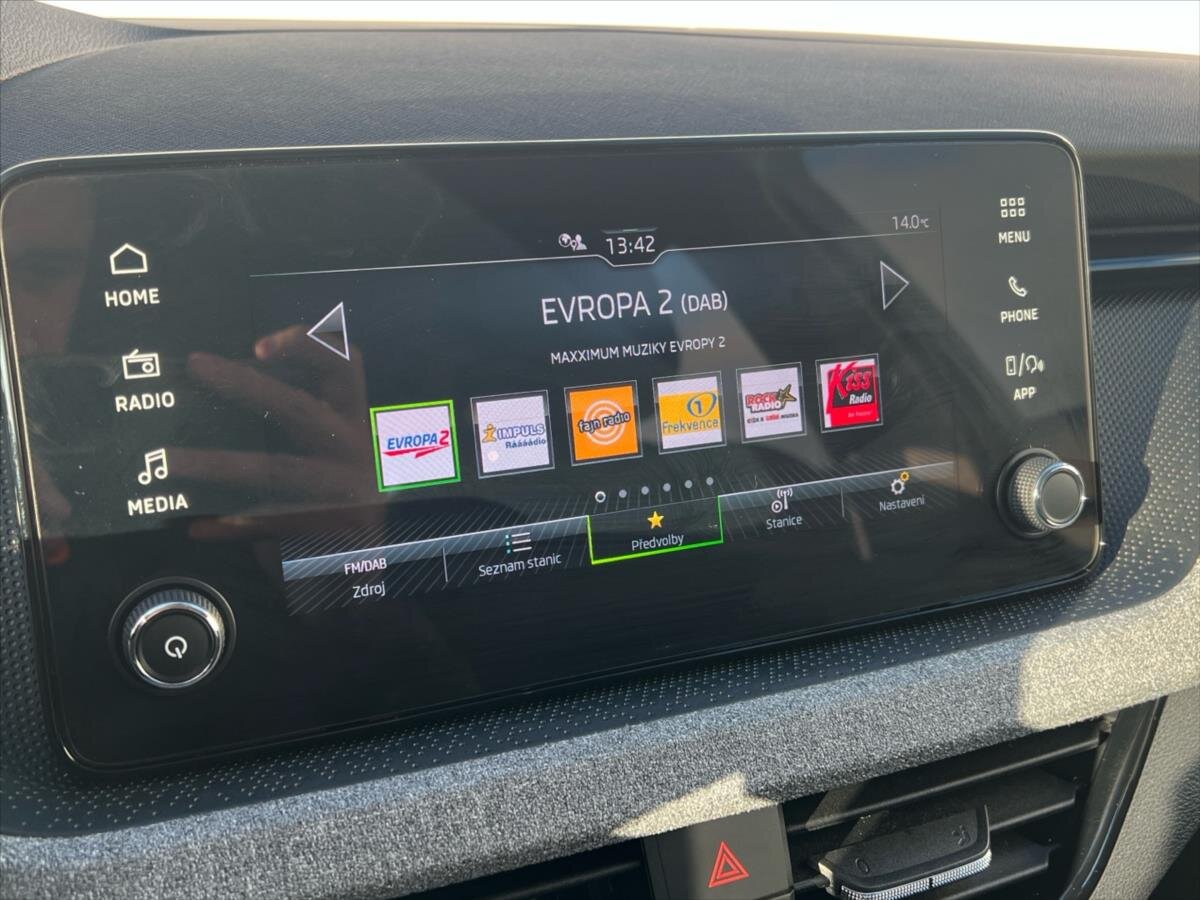 13:42
14.0°C
HOME
RADIO
MEDIA
MENU
PHONE
APP
EVROPA 2 (DAB)
MAXXIMUM MUZIKY EVROPY 2
EVROPA 2
IMPULS
Ráááádio
fajn radio
1
Frekvence
ROCK
RADIO
Kiss
Radio
FM/DAB
Zdroj
Seznam stanic
Předvolby
Stanice
Nastavení